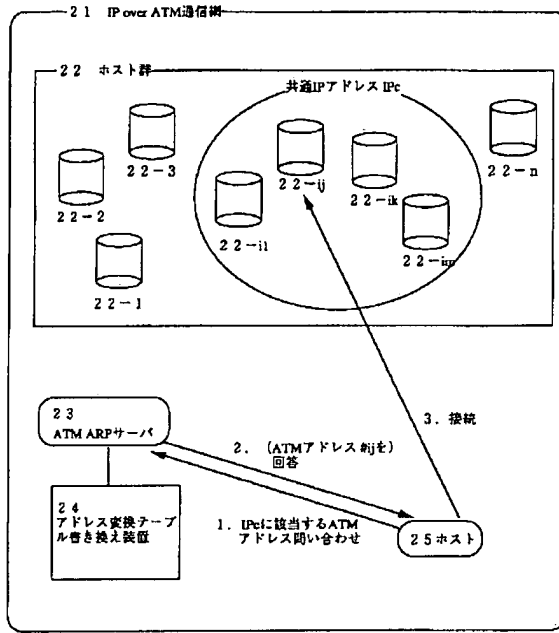 21 IP over ATM通信網
22 ホスト群
共通IPアドレス IPc
22-3
22-ij
22-ik
22-n
22-2
22-i1
22-im
22-1
3. 接続
23
ATM ARPサーバ
2. (ATMアドレス #ijを)
回答
24
アドレス変換テーブ
ル書き換え装置
1. IPcに該当するATM
アドレス問い合わせ
25ホスト